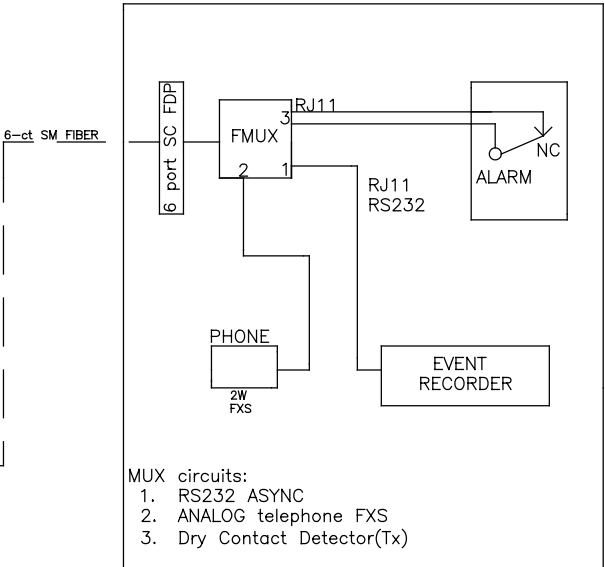 6-ct SM FIBER
6 port SC FDP
FMUX
3
RJ11
2
1
NC
ALARM
RJ11
RS232
PHONE
2W
FXS
EVENT
RECORDER
MUX circuits:
1. RS232 ASYNC
2. ANALOG telephone FXS
3. Dry Contact Detector(Tx)